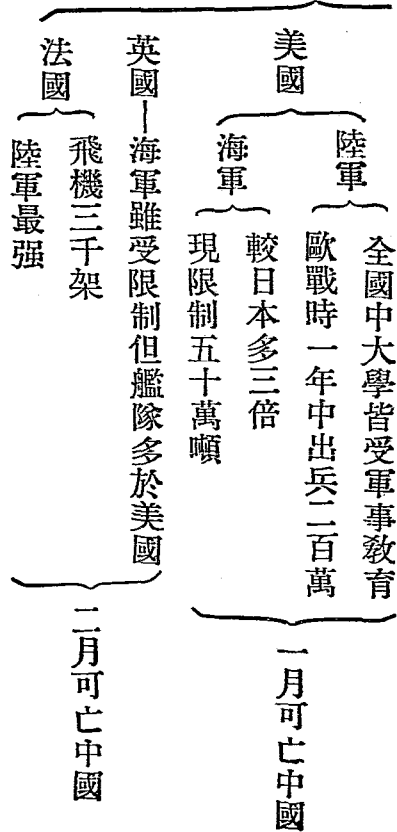 美國
陸軍
全國中大學皆受軍事敎育
歐戰時一年中出兵二百萬
海軍
較日本多三倍
現限制五十萬噸
一月可亡中國
英國—海軍雖受限制但艦隊多於美國
法國
飛機三千架
陸軍最强
二月可亡中國